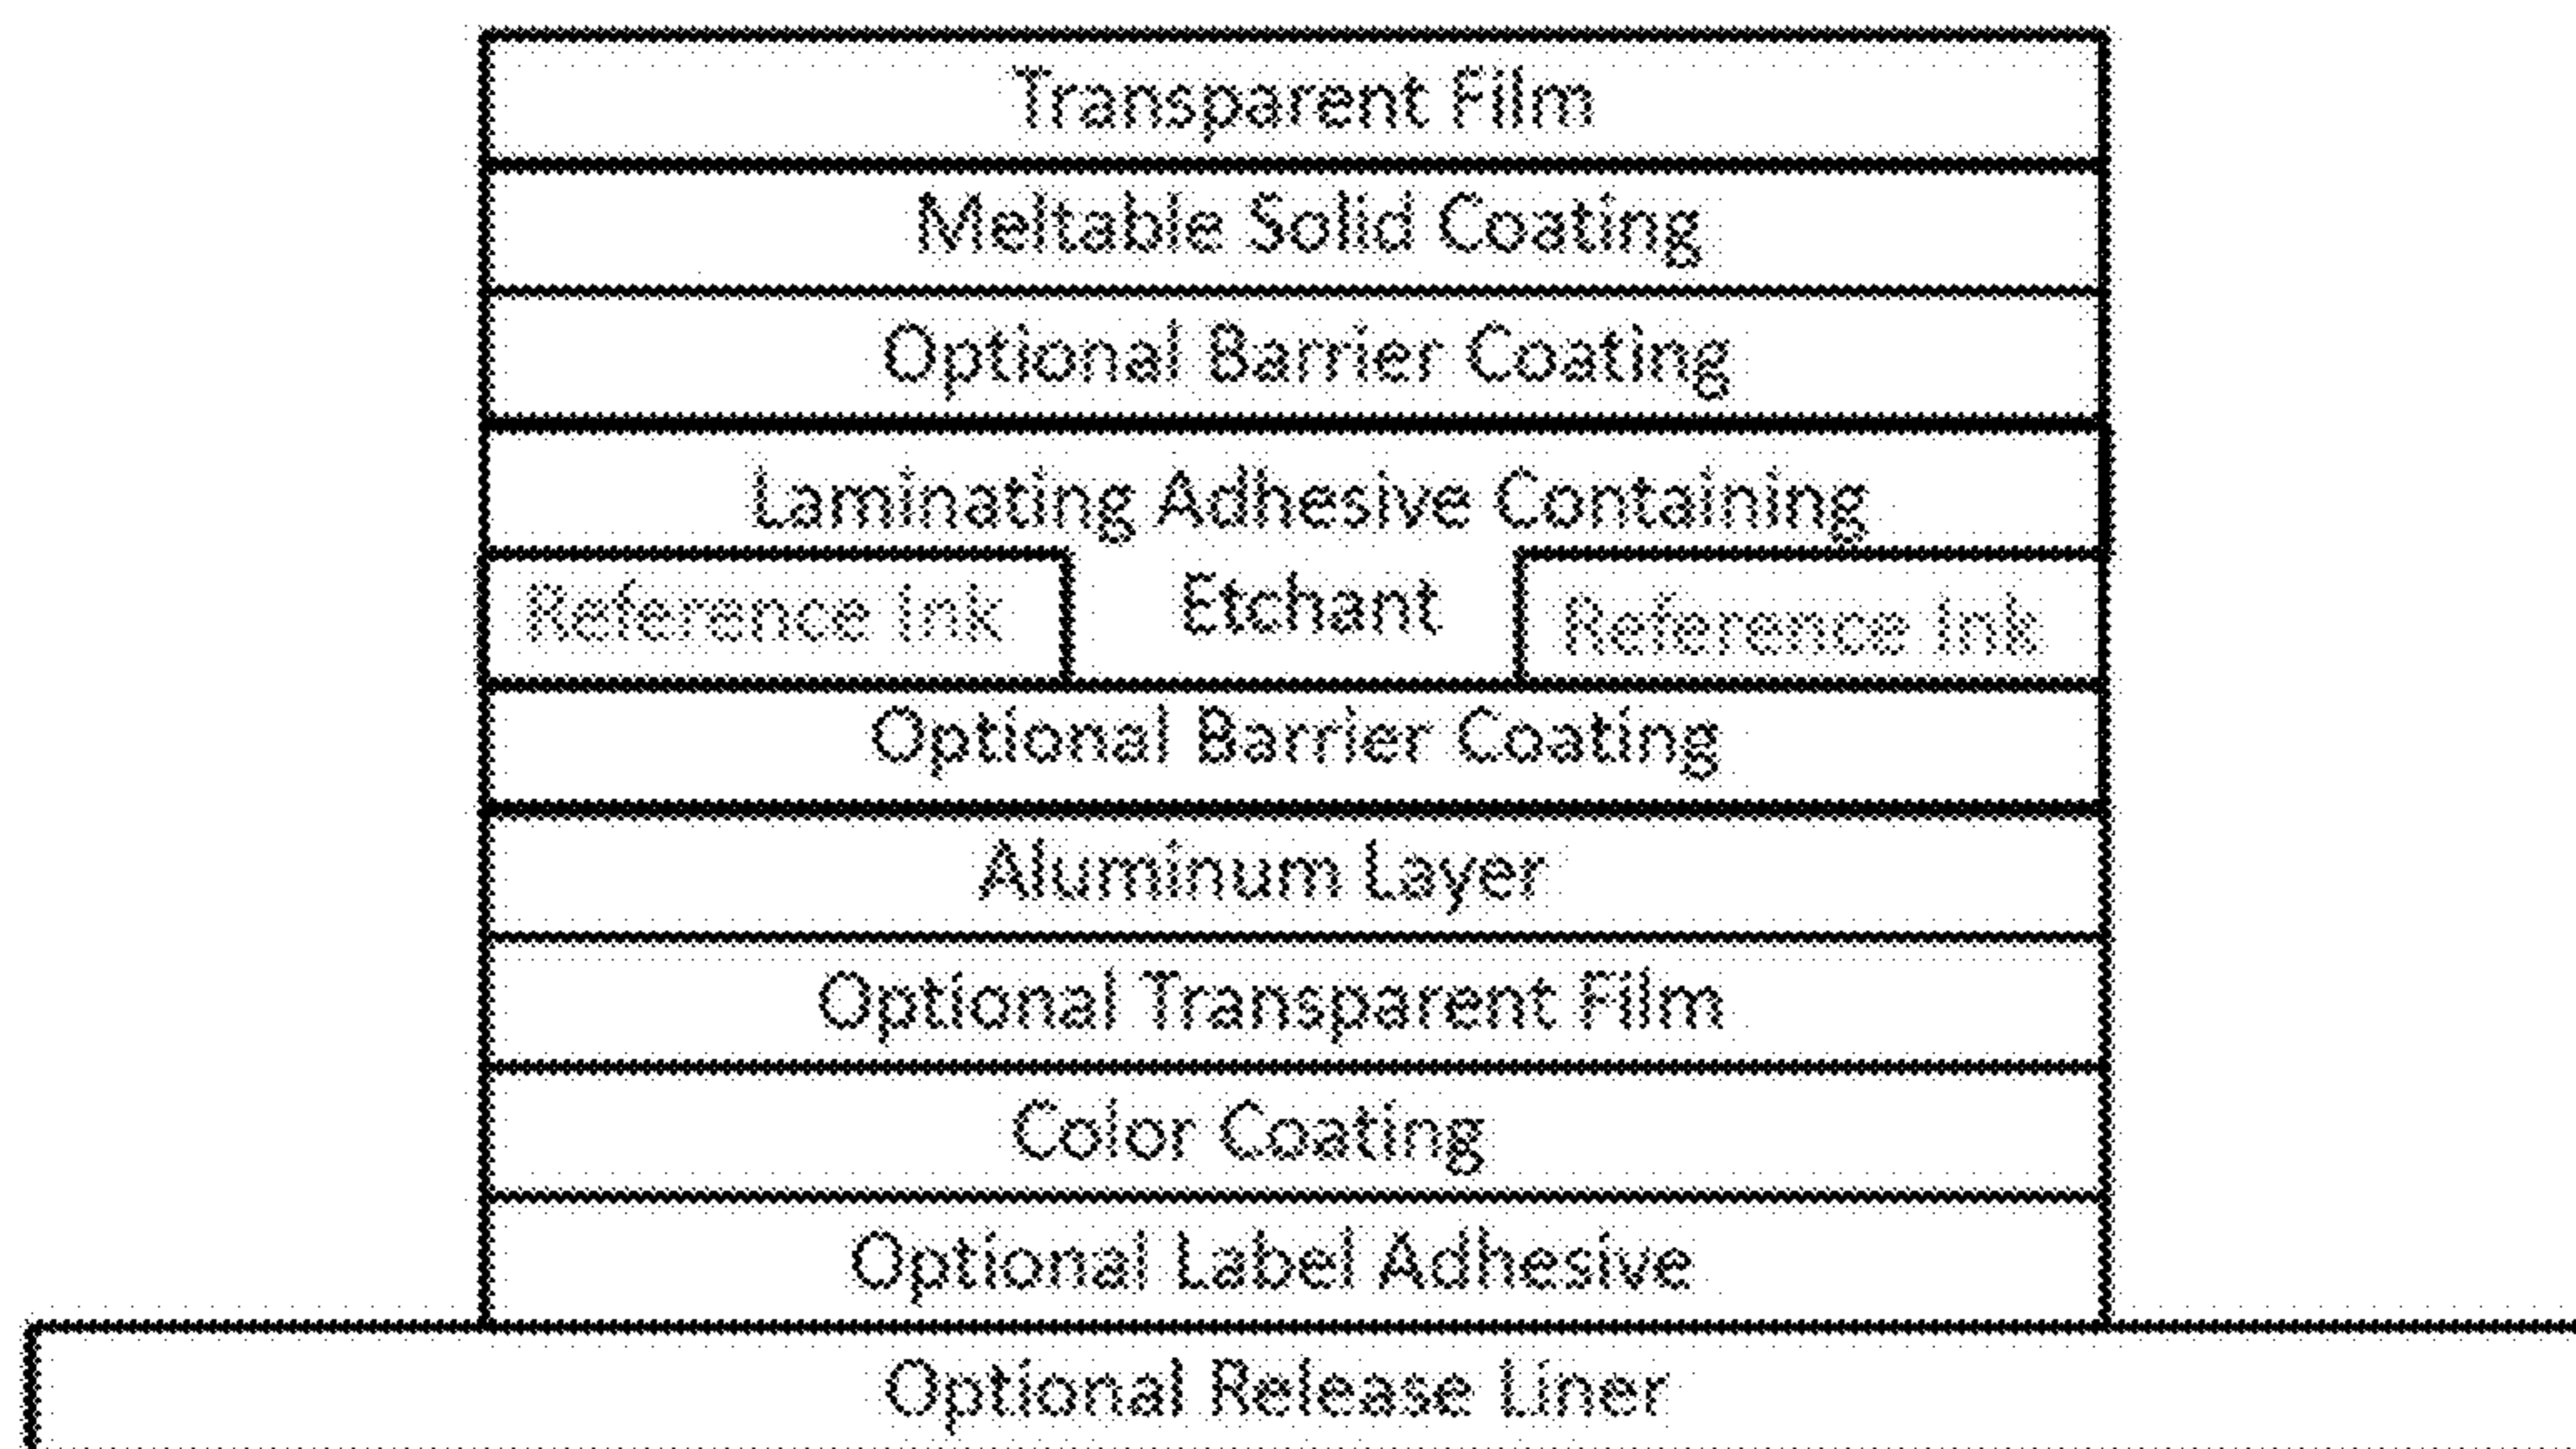 Transparent Film
Meltable Solid Coating
Optional Barrier Coating
Laminating Adhesive Containing
Reference Ink
Etchant
Reference Ink
Optional Barrier Coating
Aluminum Layer
Optional Transparent Film
Color Coating
Optional Label Adhesive
Optional Release Liner